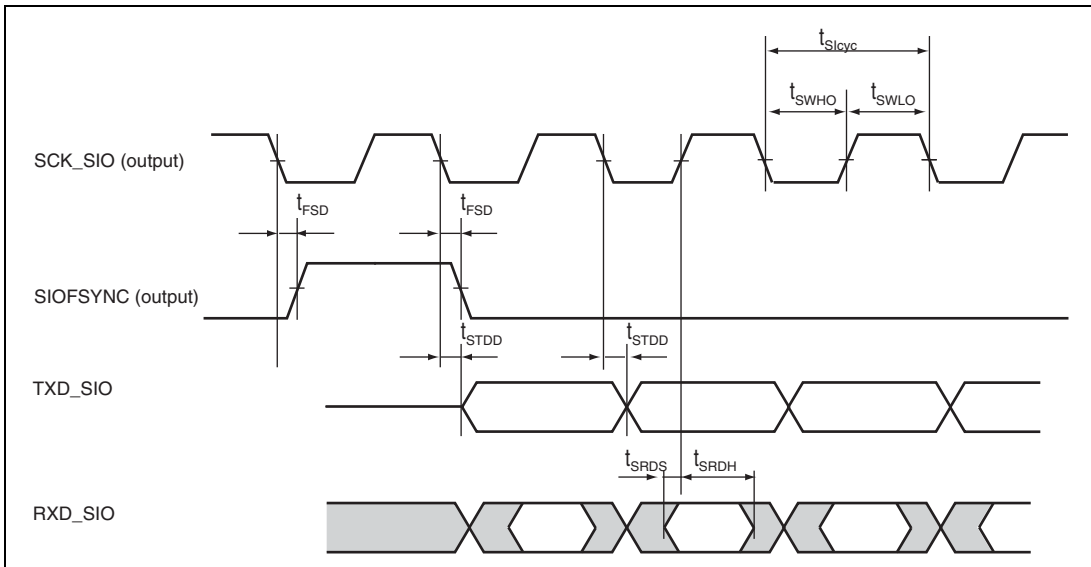 tSIcyc
tSWHO tSWLO
SCK_SIO (output)
tFSD tFSD
SIOFSYNC (output)
tSTDD tSTDD
TXD_SIO
tSRDS tSRDH
RXD_SIO